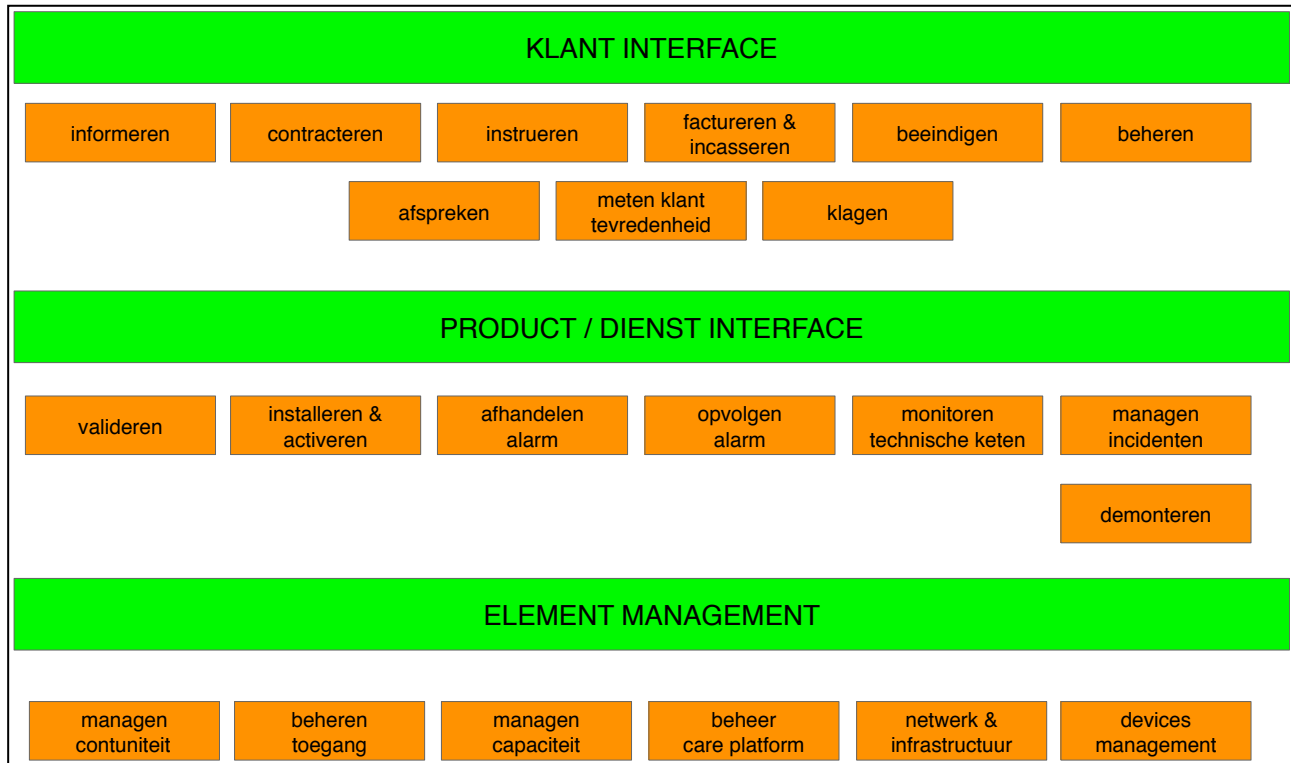 KLANT INTERFACE
informeren
contracteren
instrueren
factureren &
incasseren
beeindigen
beheren
afspreken
meten klant
tevredenheid
klagen
PRODUCT / DIENST INTERFACE
valideren
installeren &
activeren
afhandelen
alarm
opvolgen
alarm
monitoren
technische keten
managen
incidenten
demonteren
ELEMENT MANAGEMENT
managen
contuniteit
beheren
toegang
managen
capaciteit
beheer
care platform
netwerk &
infrastructuur
devices
management